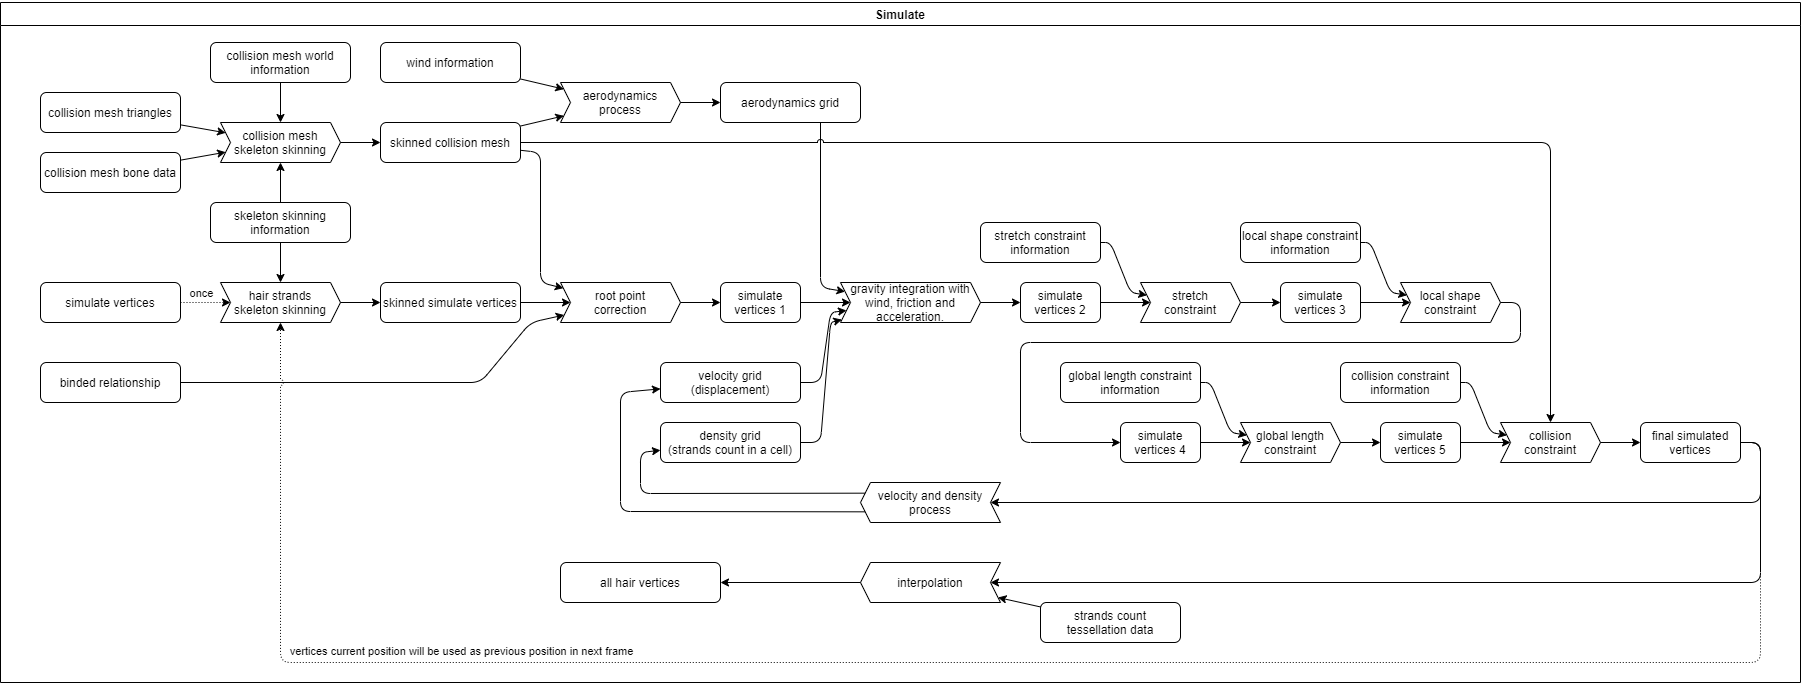 Simulate
collision mesh world
information
wind information
collision mesh triangles
aerodynamics
process
aerodynamics grid
collision mesh
skeleton skinning
skinned collision mesh
collision mesh bone data
skeleton skinning
information
stretch constraint
information
local shape constraint
information
simulate vertices
once
hair strands
skeleton skinning
skinned simulate vertices
root point
correction
simulate
vertices 1
gravity integration with
wind, friction and
acceleration.
simulate
vertices 2
stretch
constraint
simulate
vertices 3
local shape
constraint
binded relationship
velocity grid
(displacement)
global length constraint
information
collision constraint
information
density grid
(strands count in a cell)
simulate
vertices 4
global length
constraint
simulate
vertices 5
collision
constraint
final simulated
vertices
velocity and density
process
all hair vertices
interpolation
strands count
tessellation data
vertices current position will be used as previous position in next frame